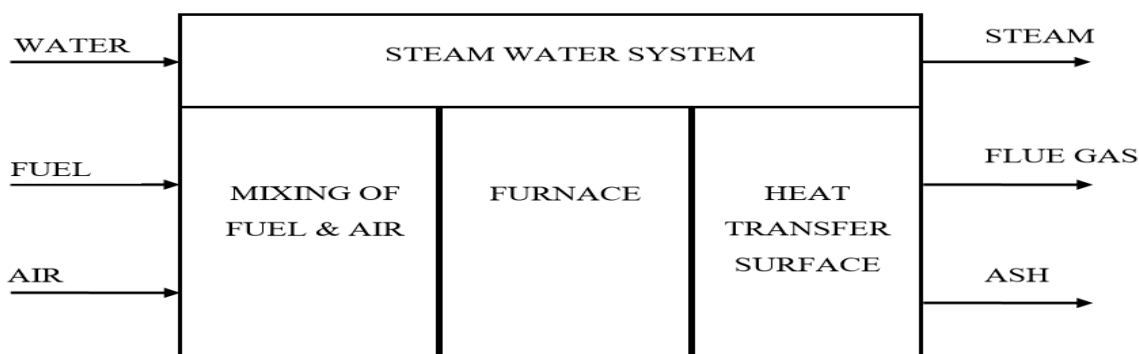 WATER
STEAM WATER SYSTEM
STEAM
FUEL
MIXING OF
FUEL & AIR
FURNACE
HEAT
TRANSFER
SURFACE
FLUE GAS
AIR
ASH